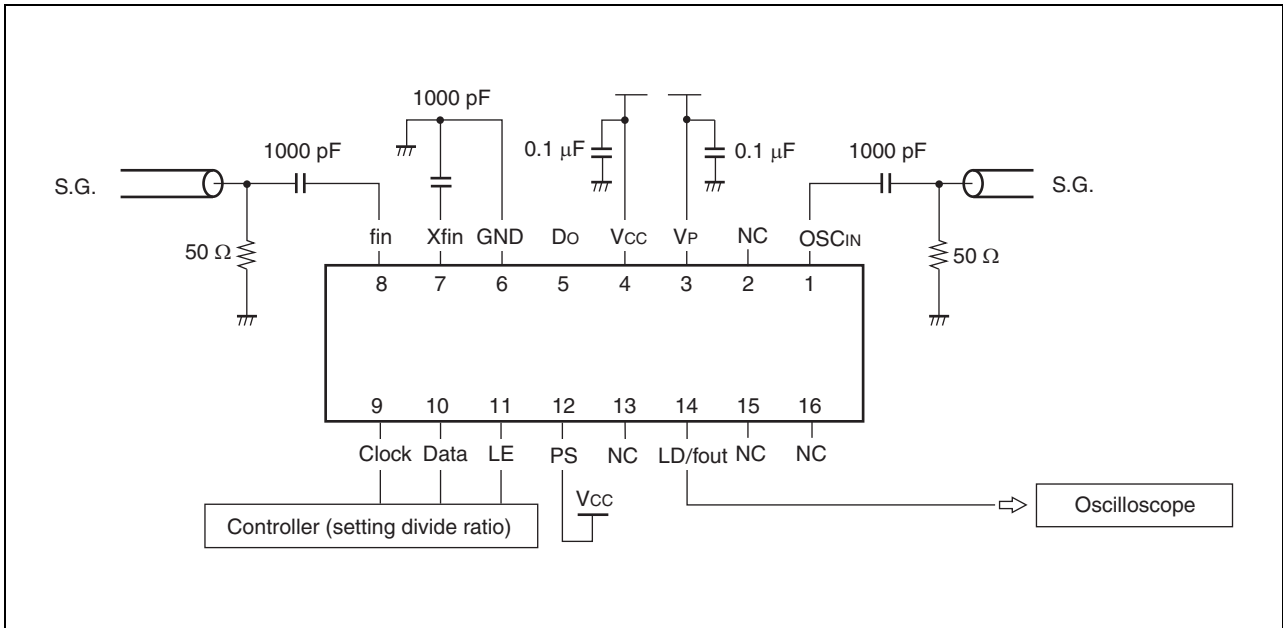 1000 pF
1000 pF
0.1 μF
0.1 μF
1000 pF
S.G.
S.G.
50 Ω
50 Ω
fin Xfin GND DO VCC VP NC OSCIN
8 7 6 5 4 3 2 1
9 10 11 12 13 14 15 16
Clock Data LE PS NC LD/fout NC NC
VCC
Controller (setting divide ratio)
Oscilloscope